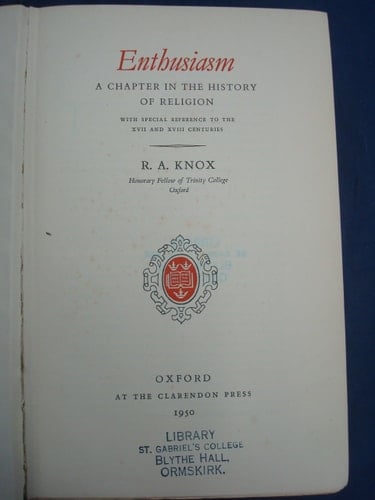 Enthusiasm
A CHAPTER IN THE HISTORY
OF RELIGION
WITH SPECIAL REFERENCE TO THE
XVII AND XVIII CENTURIES
R. A. KNOX
Honorary Fellow of Trinity College
Oxford
OXFORD
AT THE CLARENDON PRESS
1950
LIBRARY
ST. GABRIEL'S COLLEGE
BLYTHE HALL,
ORMSKIRK.